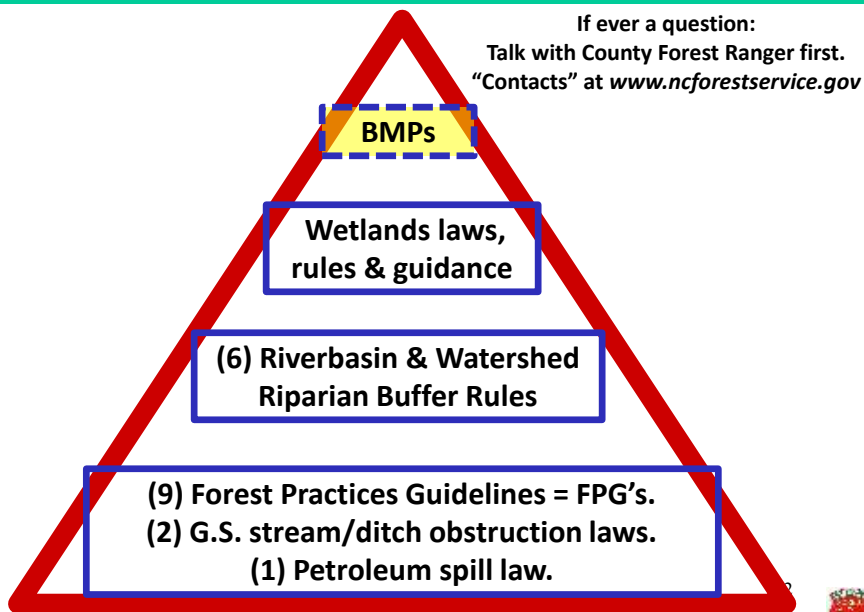 If ever a question:
Talk with County Forest Ranger first.
“Contacts” at www.ncforestservice.gov
BMPs
Wetlands laws,
rules & guidance
(6) Riverbasin & Watershed
Riparian Buffer Rules
(9) Forest Practices Guidelines = FPG’s.
(2) G.S. stream/ditch obstruction laws.
(1) Petroleum spill law.